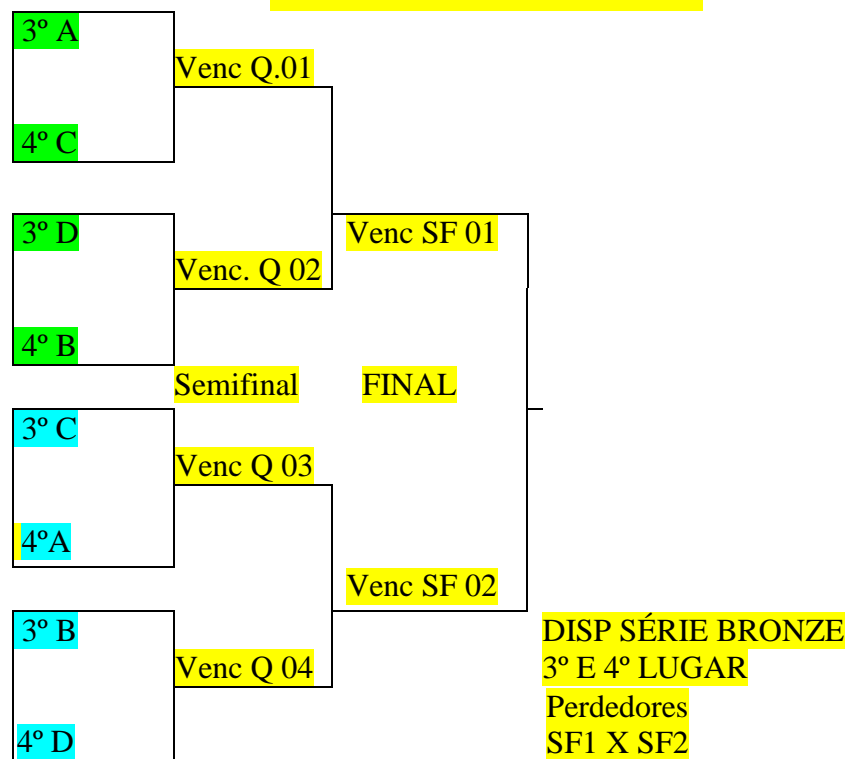 3º A
Venc Q.01
4º C
3º D
Venc SF 01
Venc. Q 02
4º B
Semifinal FINAL
3º C
Venc Q 03
4ºA
Venc SF 02
3º B
DISP SÉRIE BRONZE
Venc Q 04
3º E 4º LUGAR
Perdedores
4º D
SF1 X SF2